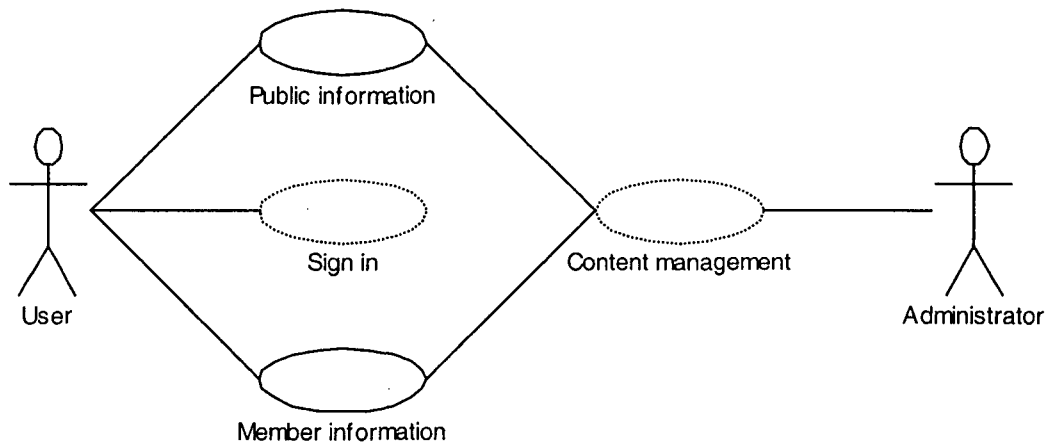 Public information
Sign in
Content management
User
Administrator
Member information